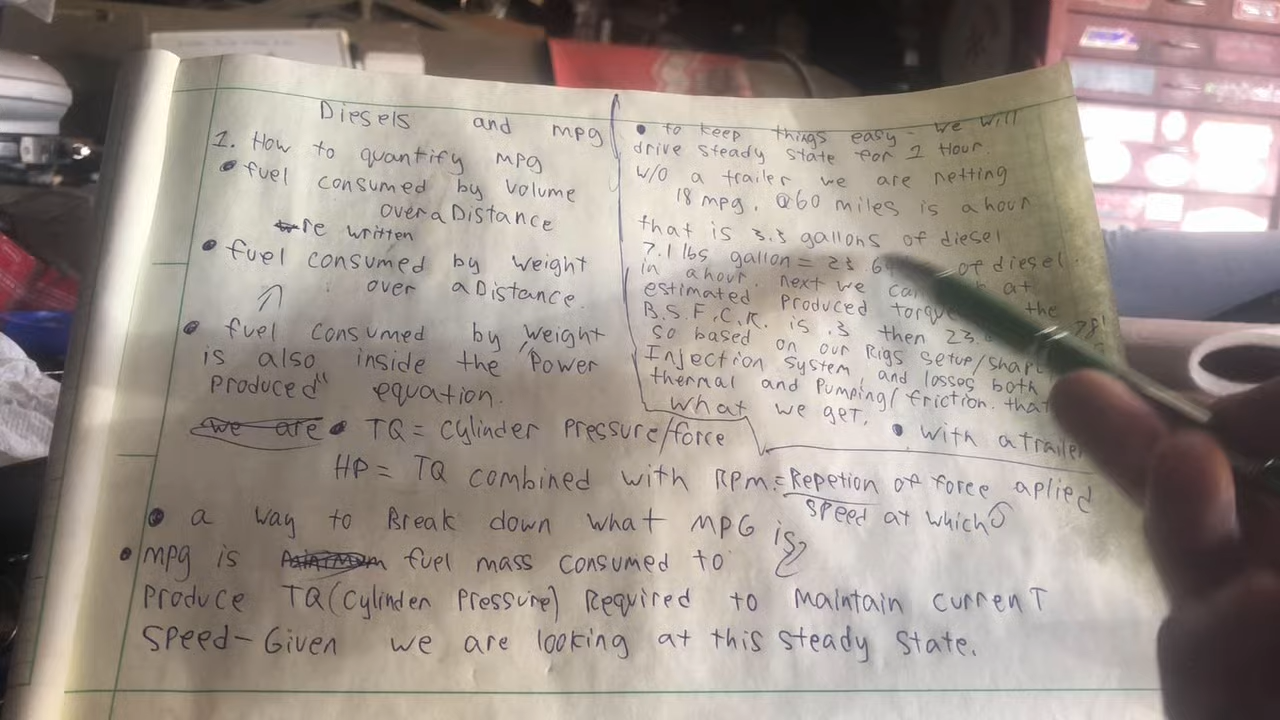 Diesels and mpg
1. How to quantify mpg
• fuel consumed by volume
over a Distance
re written
• fuel consumed by weight
over a Distance.
• fuel consumed by weight
is also inside the "Power
Produced" equation.
we are • TQ = Cylinder Pressure/force
HP = TQ combined with RPM = Repetion of force aplied
speed at which
• a way to Break down what MPG is
• mpg is fuel mass consumed to
Produce TQ (Cylinder Pressure) Required to maintain current
Speed - Given we are looking at this steady state.
• to keep things easy - we will
drive steady state for 1 Hour
w/o a trailer we are netting
18 mpg. @60 miles is a hour
that is 3.3 gallons of diesel
7.1 lbs gallon = 23.6 of diesel.
in a hour. next we at
estimated Produced the
B.S.F.C.R. is .3 then 23. 78
so based on our Rigs setup/
Injection system, and losses both
thermal and Pumping/friction. that
what we get.
• with a trailer